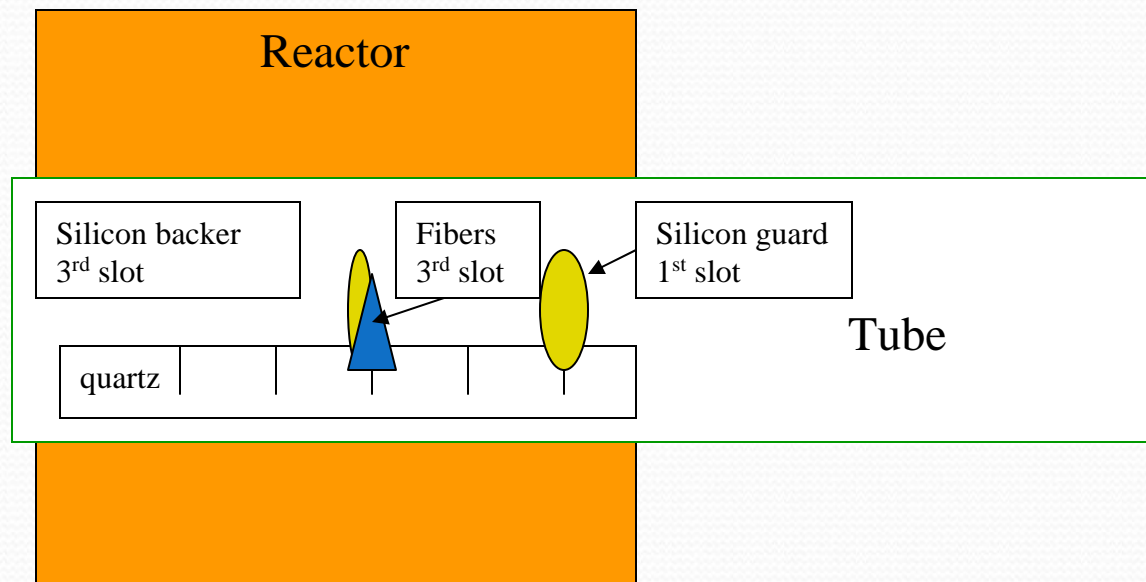 Reactor
Silicon backer
3rd slot
Fibers
3rd slot
Silicon guard
1st slot
Tube
quartz